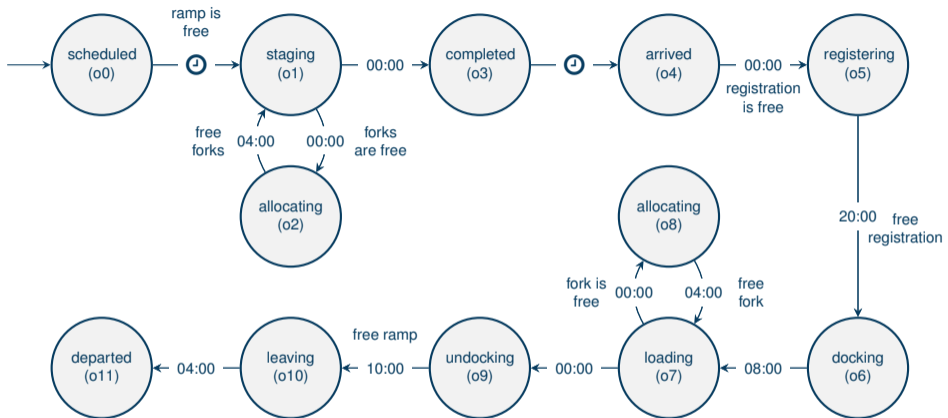 ramp is
free
scheduled
(o0)
staging
(o1)
00:00
completed
(o3)
arrived
(o4)
00:00
registration
is free
registering
(o5)
free
forks
04:00
00:00
forks
are free
allocating
(o2)
allocating
(o8)
20:00
free
registration
fork is
free
00:00
04:00
free
fork
departed
(o11)
04:00
leaving
(o10)
free ramp
10:00
undocking
(o9)
00:00
loading
(o7)
08:00
docking
(o6)